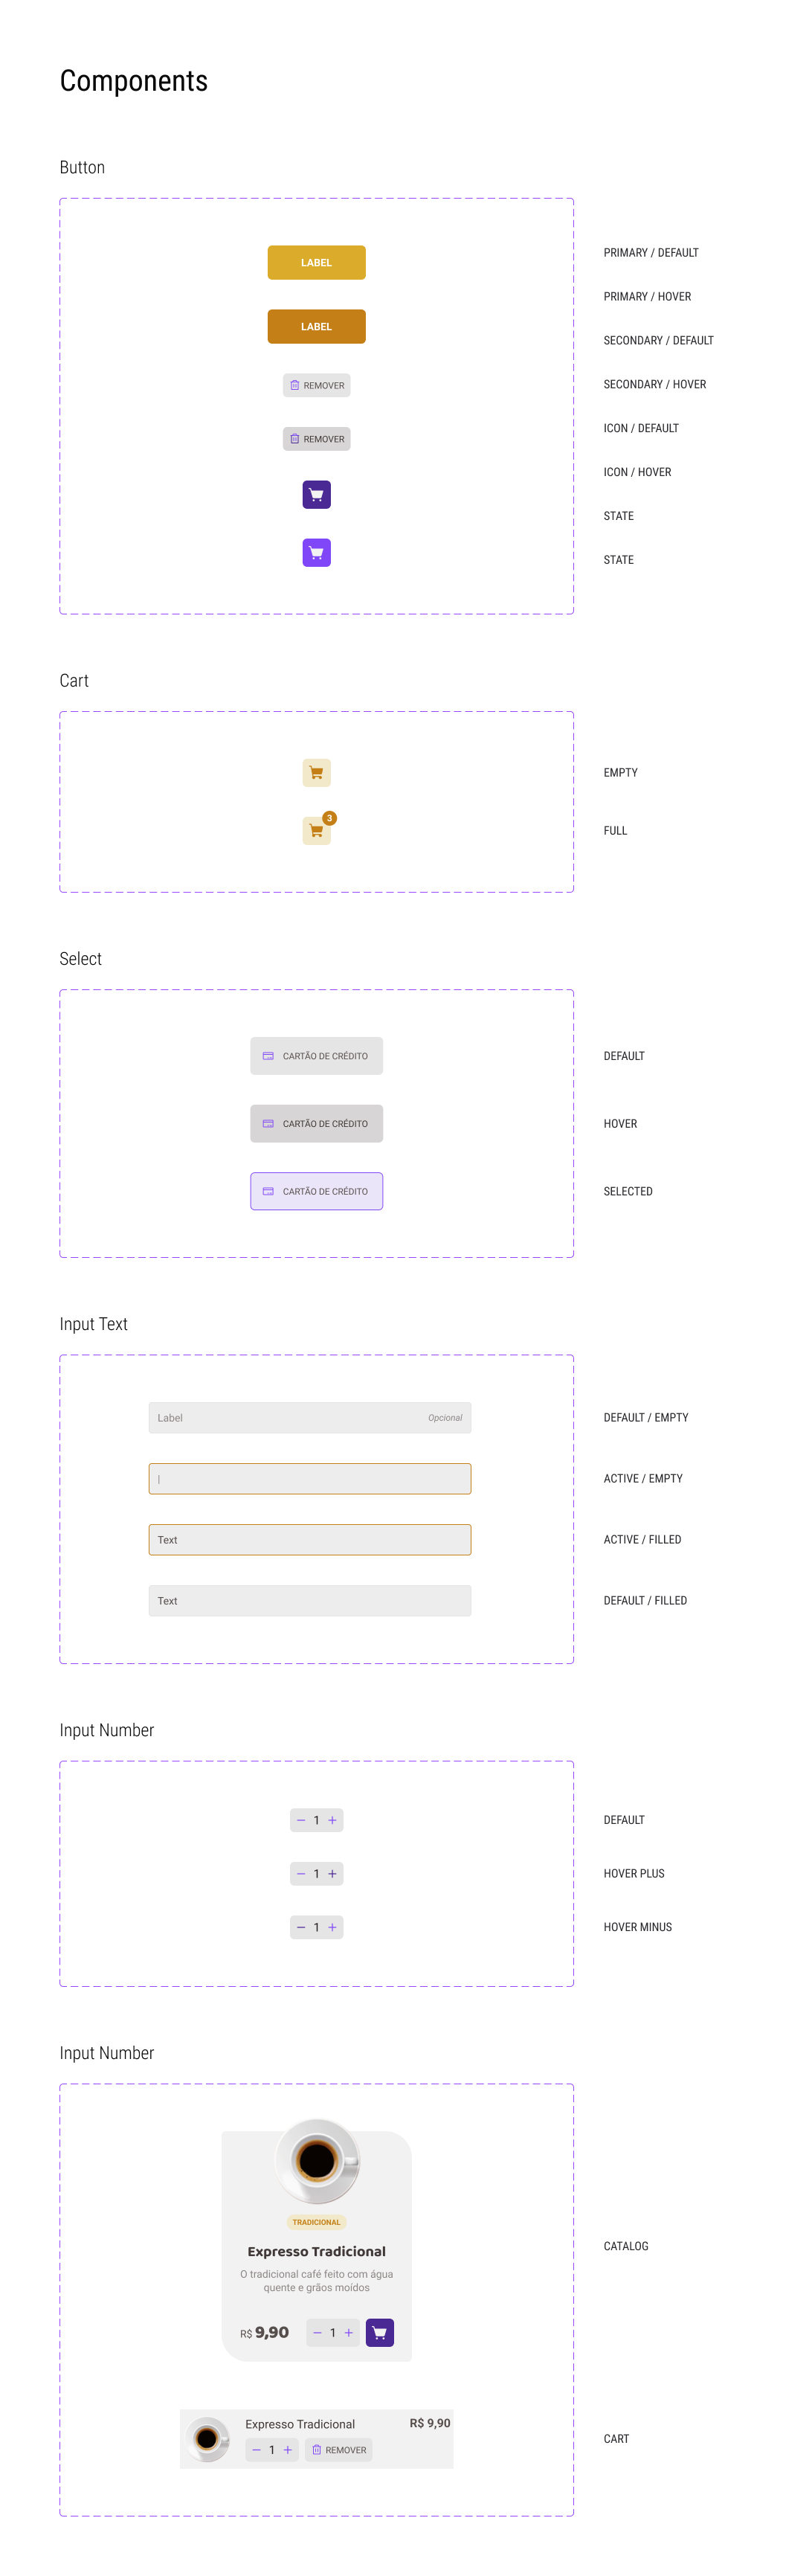 Components
Button
LABEL
LABEL
REMOVER
REMOVER
PRIMARY / DEFAULT
PRIMARY / HOVER
SECONDARY / DEFAULT
SECONDARY / HOVER
ICON / DEFAULT
ICON / HOVER
STATE
STATE
Cart
EMPTY
3
FULL
Select
CARTÃO DE CRÉDITO
DEFAULT
CARTÃO DE CRÉDITO
HOVER
CARTÃO DE CRÉDITO
SELECTED
Input Text
Label
Opcional
DEFAULT / EMPTY
|
ACTIVE / EMPTY
Text
ACTIVE / FILLED
Text
DEFAULT / FILLED
Input Number
1
DEFAULT
1
HOVER PLUS
1
HOVER MINUS
Input Number
TRADICIONAL
Expresso Tradicional
O tradicional café feito com água
quente e grãos moídos
R$ 9,90
1
CATALOG
Expresso Tradicional
R$ 9,90
1
REMOVER
CART